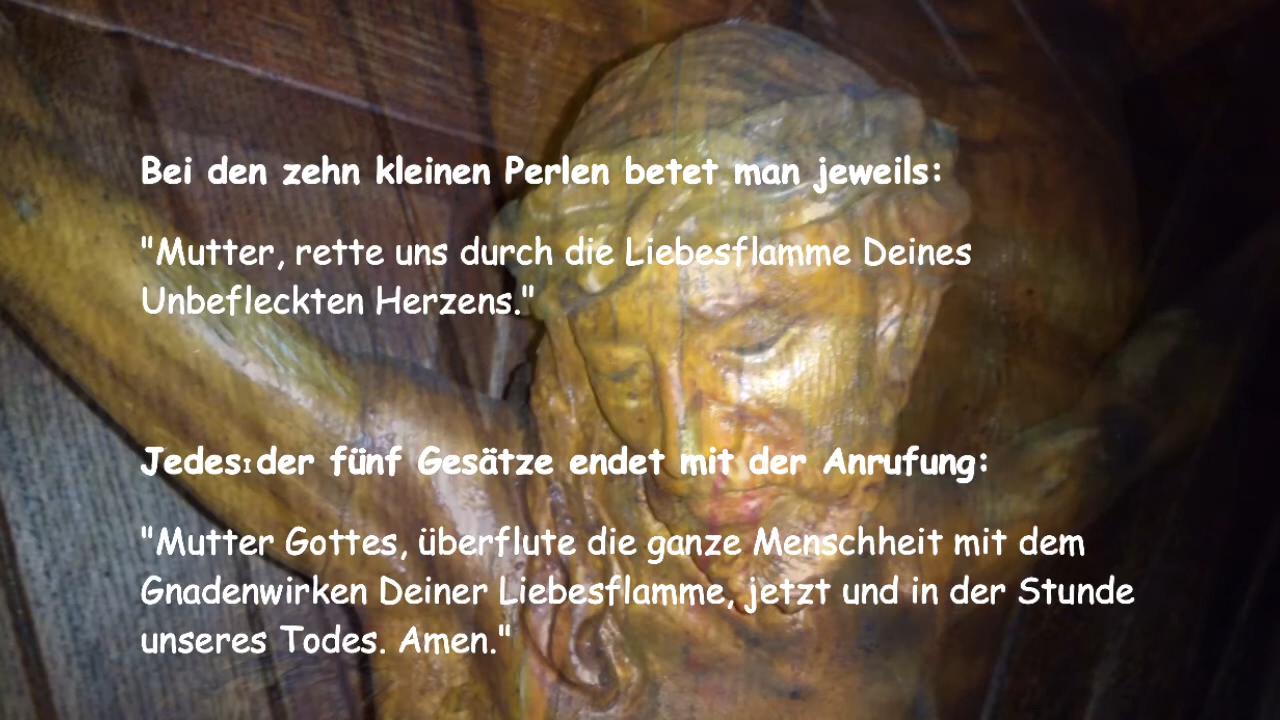 Bei den zehn kleinen Perlen betet man jeweils:
"Mutter, rette uns durch die Liebesflamme Deines
Unbefleckten Herzens."
Jedes der fünf Gesätze endet mit der Anrufung:
"Mutter Gottes, überflute die ganze Menschheit mit dem
Gnadenwirken Deiner Liebesflamme, jetzt und in der Stunde
unseres Todes. Amen."